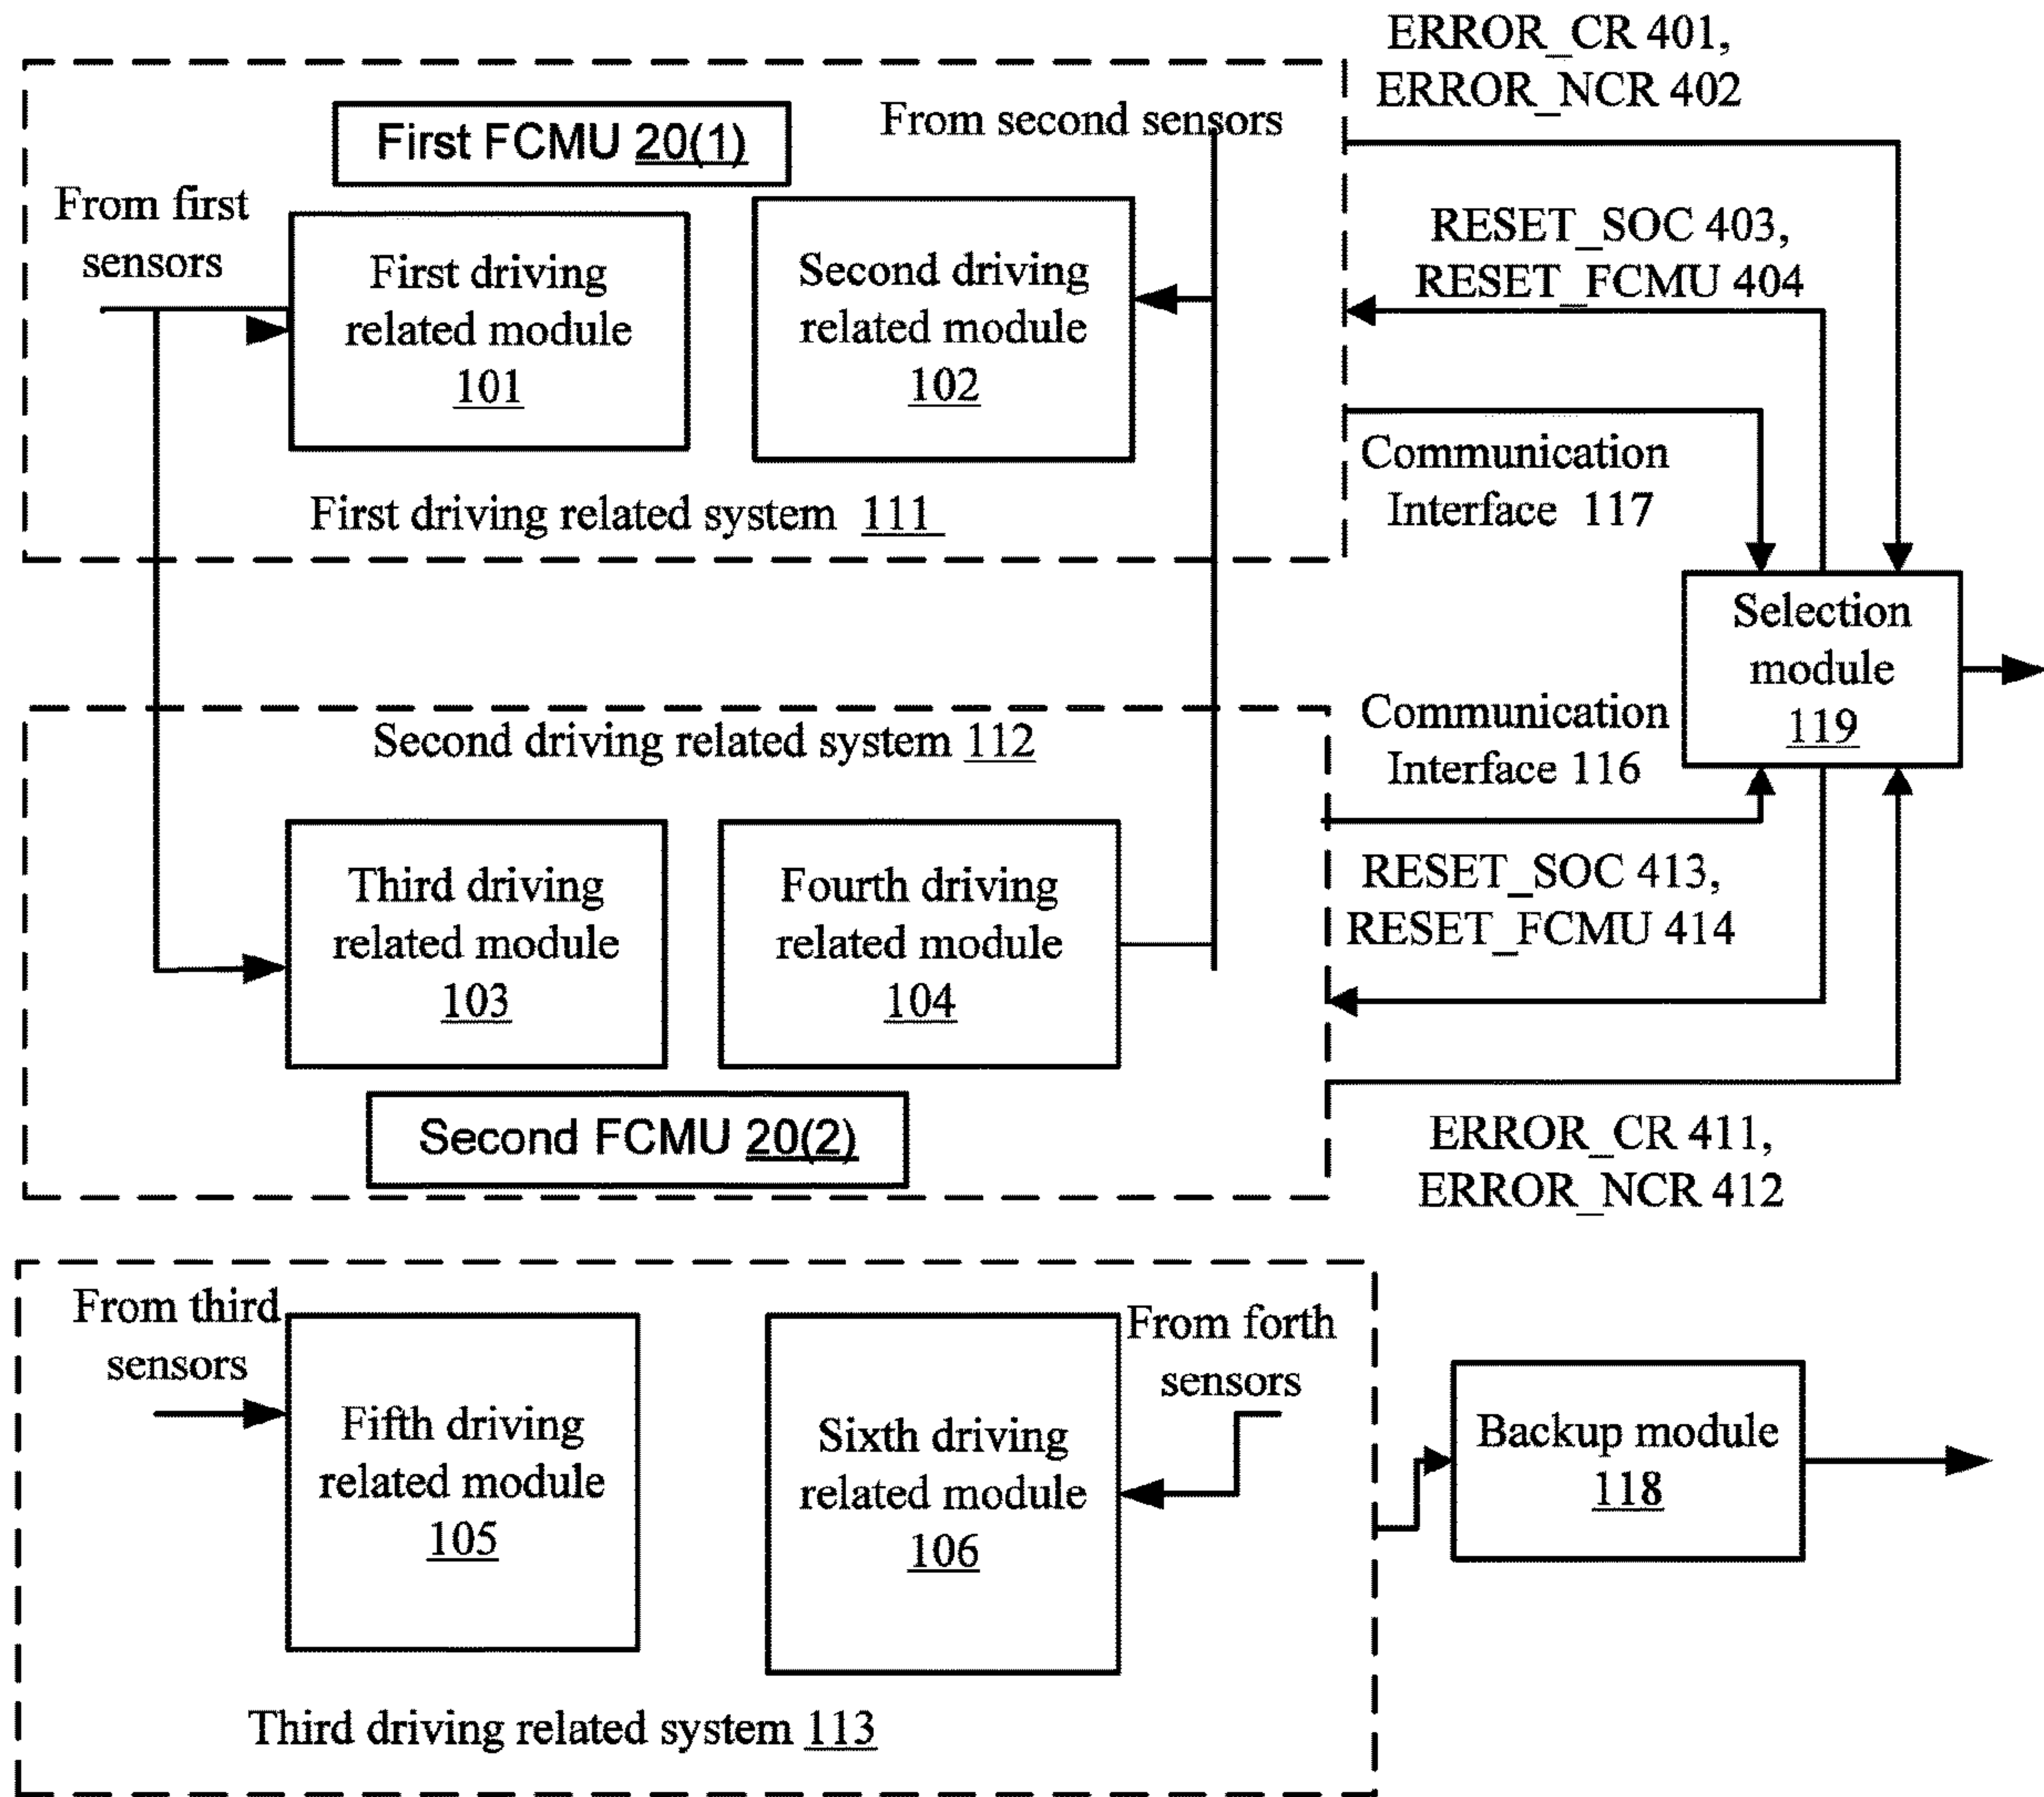 ERROR_CR 401,
ERROR_NCR 402
First FCMU 20(1)
From second sensors
From first
sensors
First driving
related module
101
Second driving
related module
102
RESET_SOC 403,
RESET_FCMU 404
Communication
Interface 117
First driving related system 111
Selection
module
119
Second driving related system 112
Communication
Interface 116
Third driving
related module
103
Fourth driving
related module
104
RESET_SOC 413,
RESET_FCMU 414
Second FCMU 20(2)
ERROR_CR 411,
ERROR_NCR 412
From third
sensors
Fifth driving
related module
105
Sixth driving
related module
106
From forth
sensors
Backup module
118
Third driving related system 113